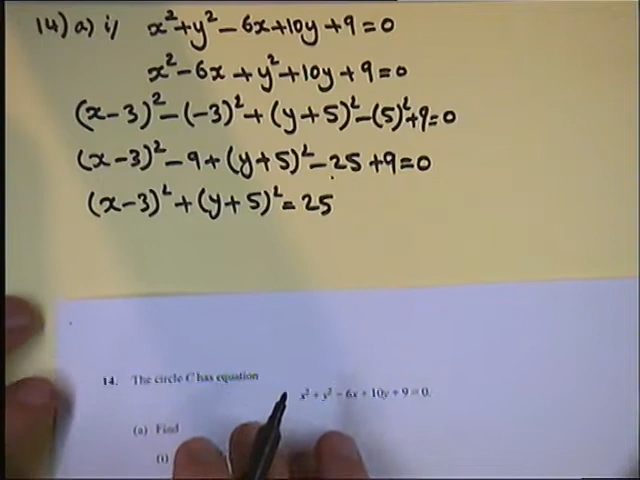 14) a) i) x² + y² - 6x + 10y + 9 = 0
x² - 6x + y² + 10y + 9 = 0
(x - 3)² - (-3)² + (y + 5)² - (5)² + 9 = 0
(x - 3)² - 9 + (y + 5)² - 25 + 9 = 0
(x - 3)² + (y + 5)² = 25
14. The circle C has equation
x² + y² - 6x + 10y + 9 = 0.
(a) Find
(i)